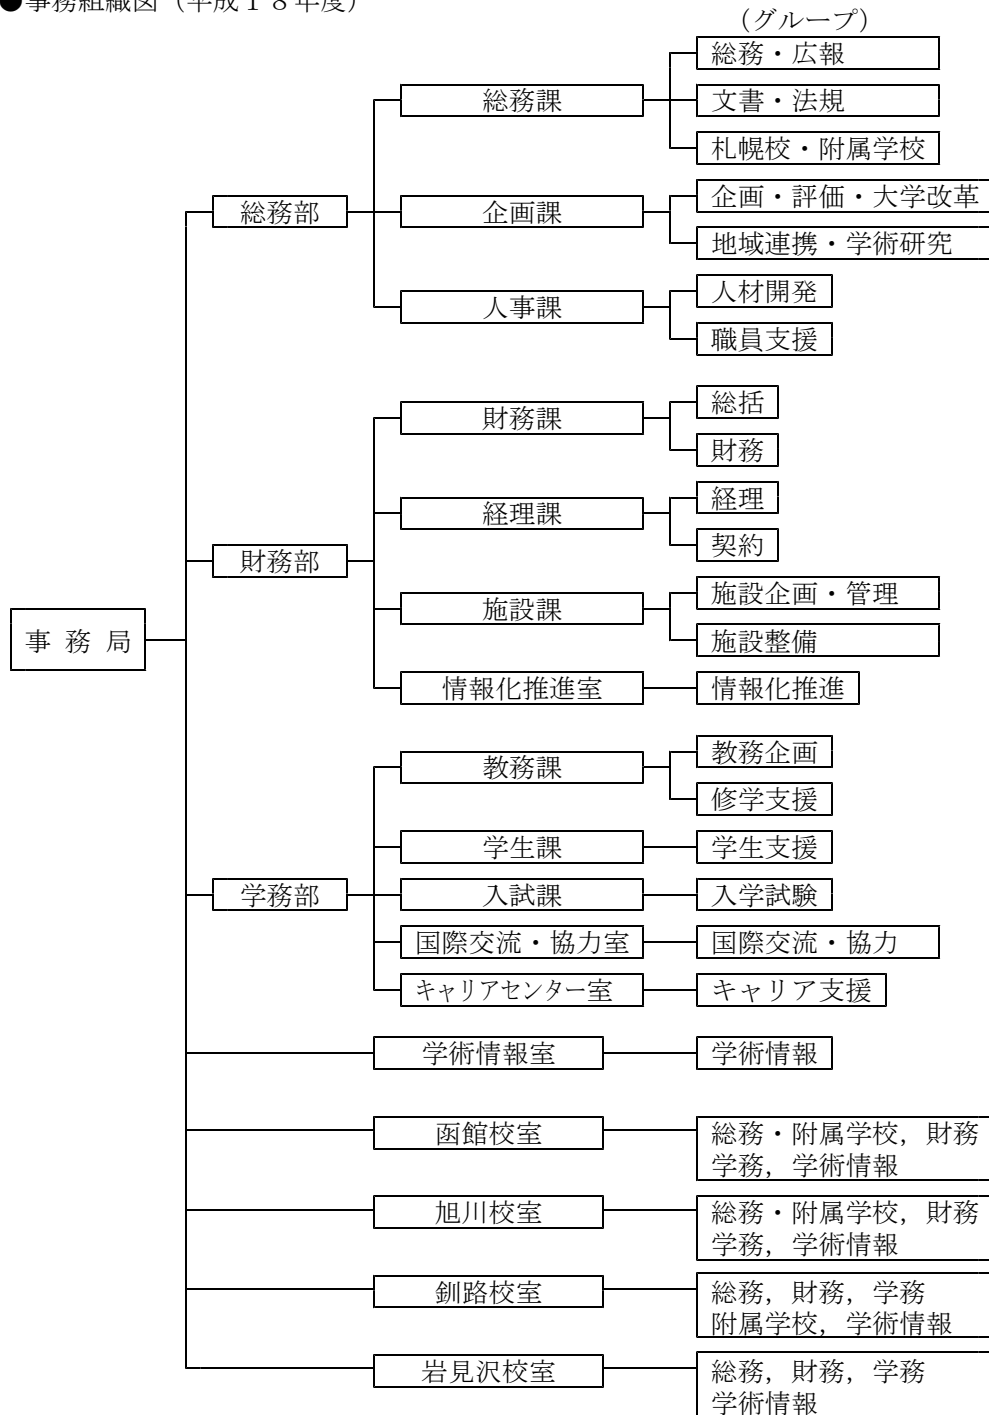 ●事務組織図（平成１８年度）
（グループ）
総務・広報
総務課
文書・法規
札幌校・附属学校
総務部
企画課
企画・評価・大学改革
地域連携・学術研究
人事課
人材開発
職員支援
財務課
総括
財務
経理課
経理
契約
財務部
施設課
施設企画・管理
施設整備
事 務 局
情報化推進室
情報化推進
教務課
教務企画
修学支援
学生課
学生支援
学務部
入試課
入学試験
国際交流・協力室
国際交流・協力
キャリアセンター室
キャリア支援
学術情報室
学術情報
函館校室
総務・附属学校，財務
学務，学術情報
旭川校室
総務・附属学校，財務
学務，学術情報
釧路校室
総務，財務，学務
附属学校，学術情報
岩見沢校室
総務，財務，学務
学術情報